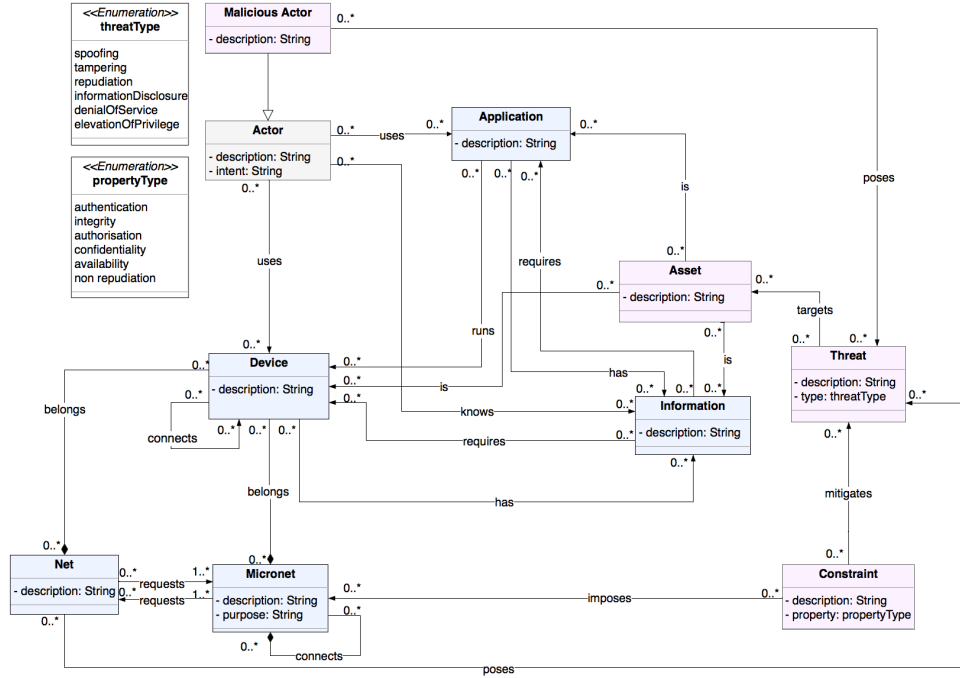 <<Enumeration>>
threatType
spoofing
tampering
repudiation
informationDisclosure
denialOfService
elevationOfPrivilege
<<Enumeration>>
propertyType
authentication
integrity
authorisation
confidentiality
availability
non repudiation
Malicious Actor
- description: String
0..*
Actor
- description: String
- intent: String
0..*
0..*
0..*
uses
0..*
Application
- description: String
0..*
0..*
0..*
0..*
is
poses
uses
requires
0..*
Asset
- description: String
0..*
0..*
0..*
targets
runs
is
0..*
0..*
Threat
- description: String
- type: threatType
0..*
0..*
0..*
Device
- description: String
0..*
0..*
0..*
0..*
is
has
0..*
0..*
0..*
belongs
connects
0..*
0..*
0..*
knows
requires
0..*
0..*
Information
- description: String
0..*
belongs
has
mitigates
0..*
0..*
0..*
Net
- description: String
0..*
0..*
requests
1..*
0..*
requests
1..*
Micronet
- description: String
- purpose: String
0..*
0..*
0..*
connects
imposes
0..*
Constraint
- description: String
- property: propertyType
poses